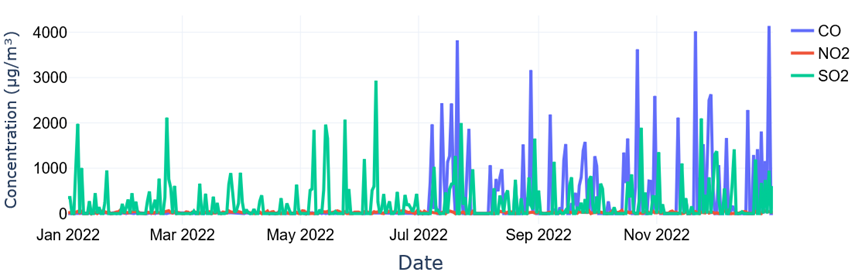 Concentration (µg/m³)
4000
3000
2000
1000
0
Jan 2022 Mar 2022 May 2022 Jul 2022 Sep 2022 Nov 2022
Date
CO
NO2
SO2